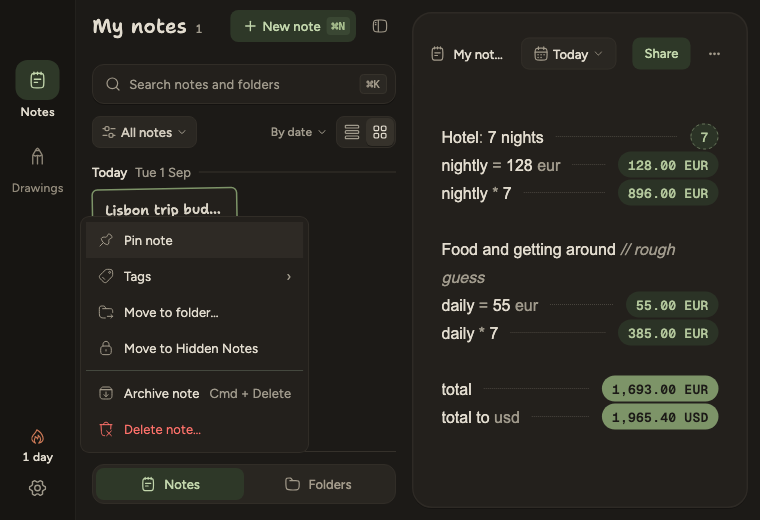 My notes 1
+ New note ⌘N
Search notes and folders ⌘K
All notes
By date
Today Tue 1 Sep
Lisbon trip bud...
Pin note
Tags
Move to folder...
Move to Hidden Notes
Archive note Cmd + Delete
Delete note...
Notes
Folders
Notes
Drawings
1 day
My not...
Today
Share
Hotel: 7 nights 7
nightly = 128 eur 128.00 EUR
nightly * 7 896.00 EUR
Food and getting around // rough
guess
daily = 55 eur 55.00 EUR
daily * 7 385.00 EUR
total 1,693.00 EUR
total to usd 1,965.40 USD